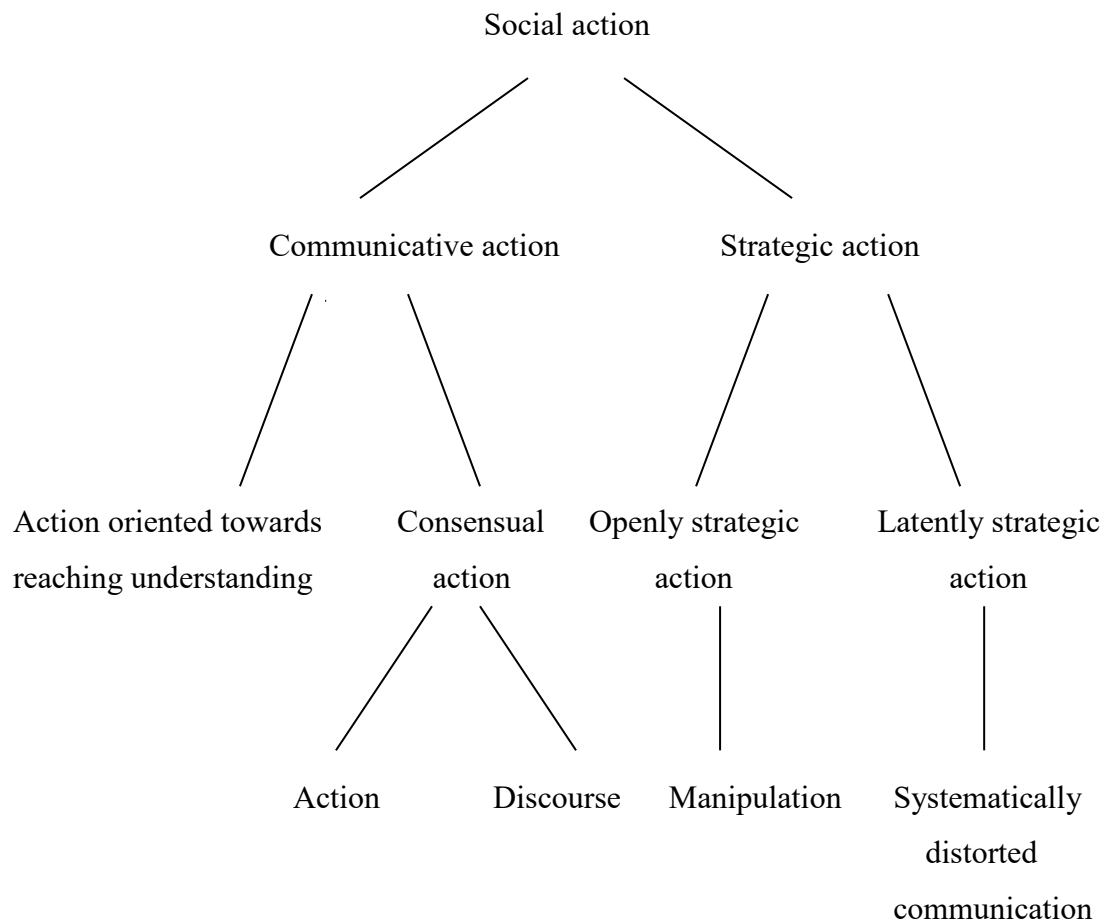 Social action
Communicative action
Strategic action
Action oriented towards
reaching understanding
Consensual
action
Openly strategic
action
Latently strategic
action
Action
Discourse
Manipulation
Systematically
distorted
communication